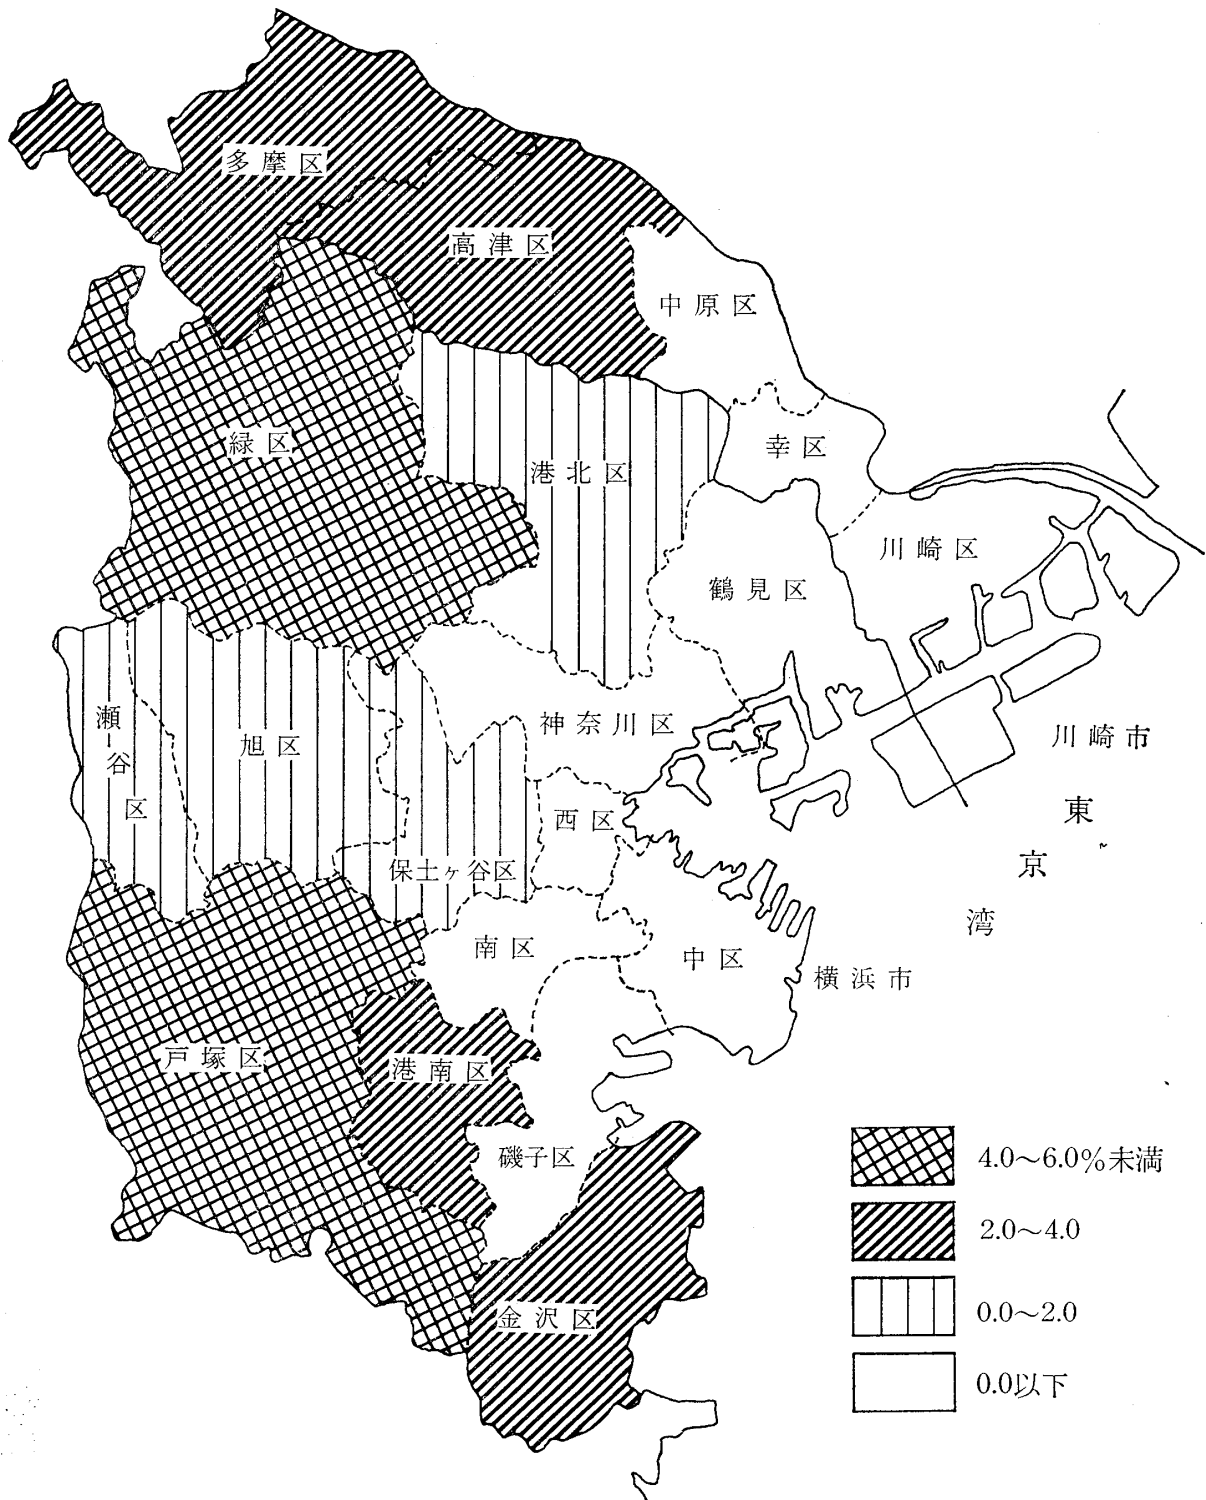 多摩区
高津区
中原区
緑区
港北区
幸区
川崎区
鶴見区
瀬谷区
旭区
神奈川区
川崎市
西区
保土ヶ谷区
東京湾
南区
中区
横浜市
戸塚区
港南区
磯子区
金沢区
4.0〜6.0%未満
2.0〜4.0
0.0〜2.0
0.0以下